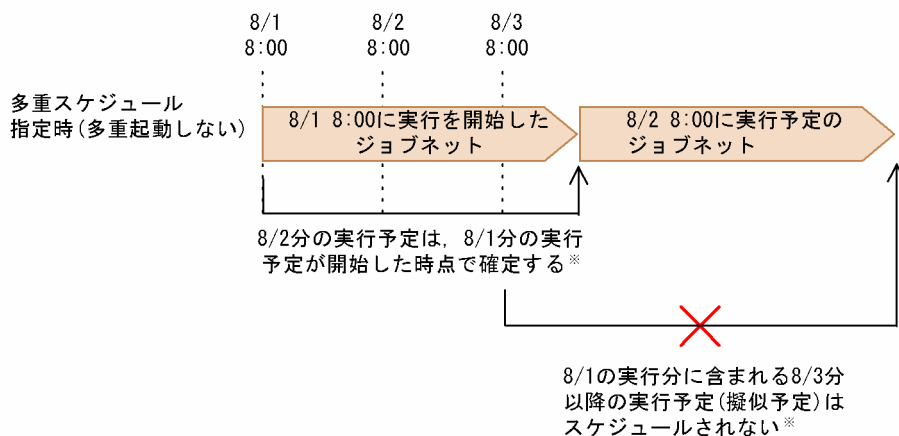 8/1 8/2 8/3
8:00 8:00 8:00
多重スケジュール
指定時(多重起動しない)
8/1 8:00に実行を開始した
ジョブネット
8/2 8:00に実行予定の
ジョブネット
8/2分の実行予定は，8/1分の実行
予定が開始した時点で確定する※
8/1の実行分に含まれる8/3分
以降の実行予定(擬似予定)は
スケジュールされない※